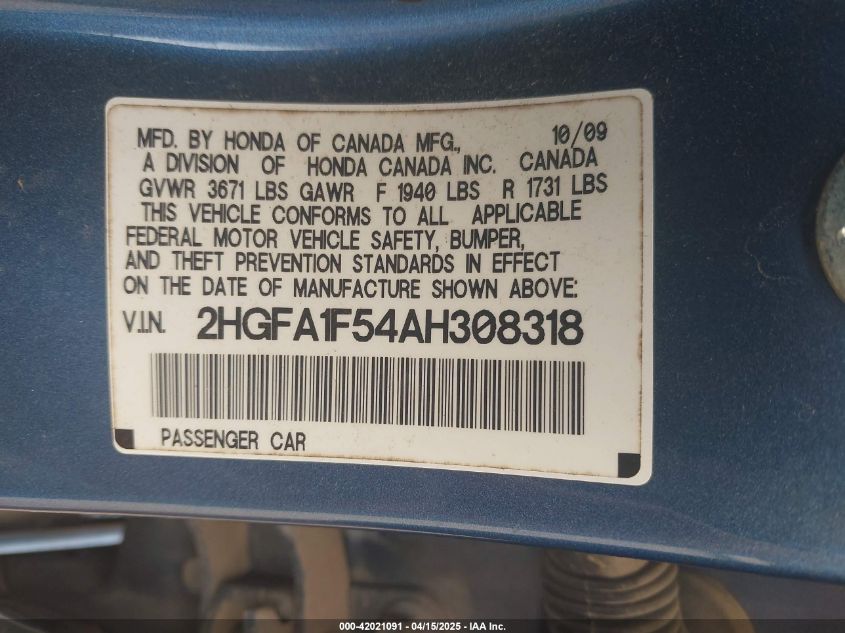 MFD. BY HONDA OF CANADA MFG., 10/09
A DIVISION OF HONDA CANADA INC. CANADA
GVWR 3671 LBS GAWR F 1940 LBS R 1731 LBS
THIS VEHICLE CONFORMS TO ALL APPLICABLE
FEDERAL MOTOR VEHICLE SAFETY, BUMPER,
AND THEFT PREVENTION STANDARDS IN EFFECT
ON THE DATE OF MANUFACTURE SHOWN ABOVE:
V.I.N. 2HGFA1F54AH308318
PASSENGER CAR
000-42021091 - 04/15/2025 - IAA Inc.